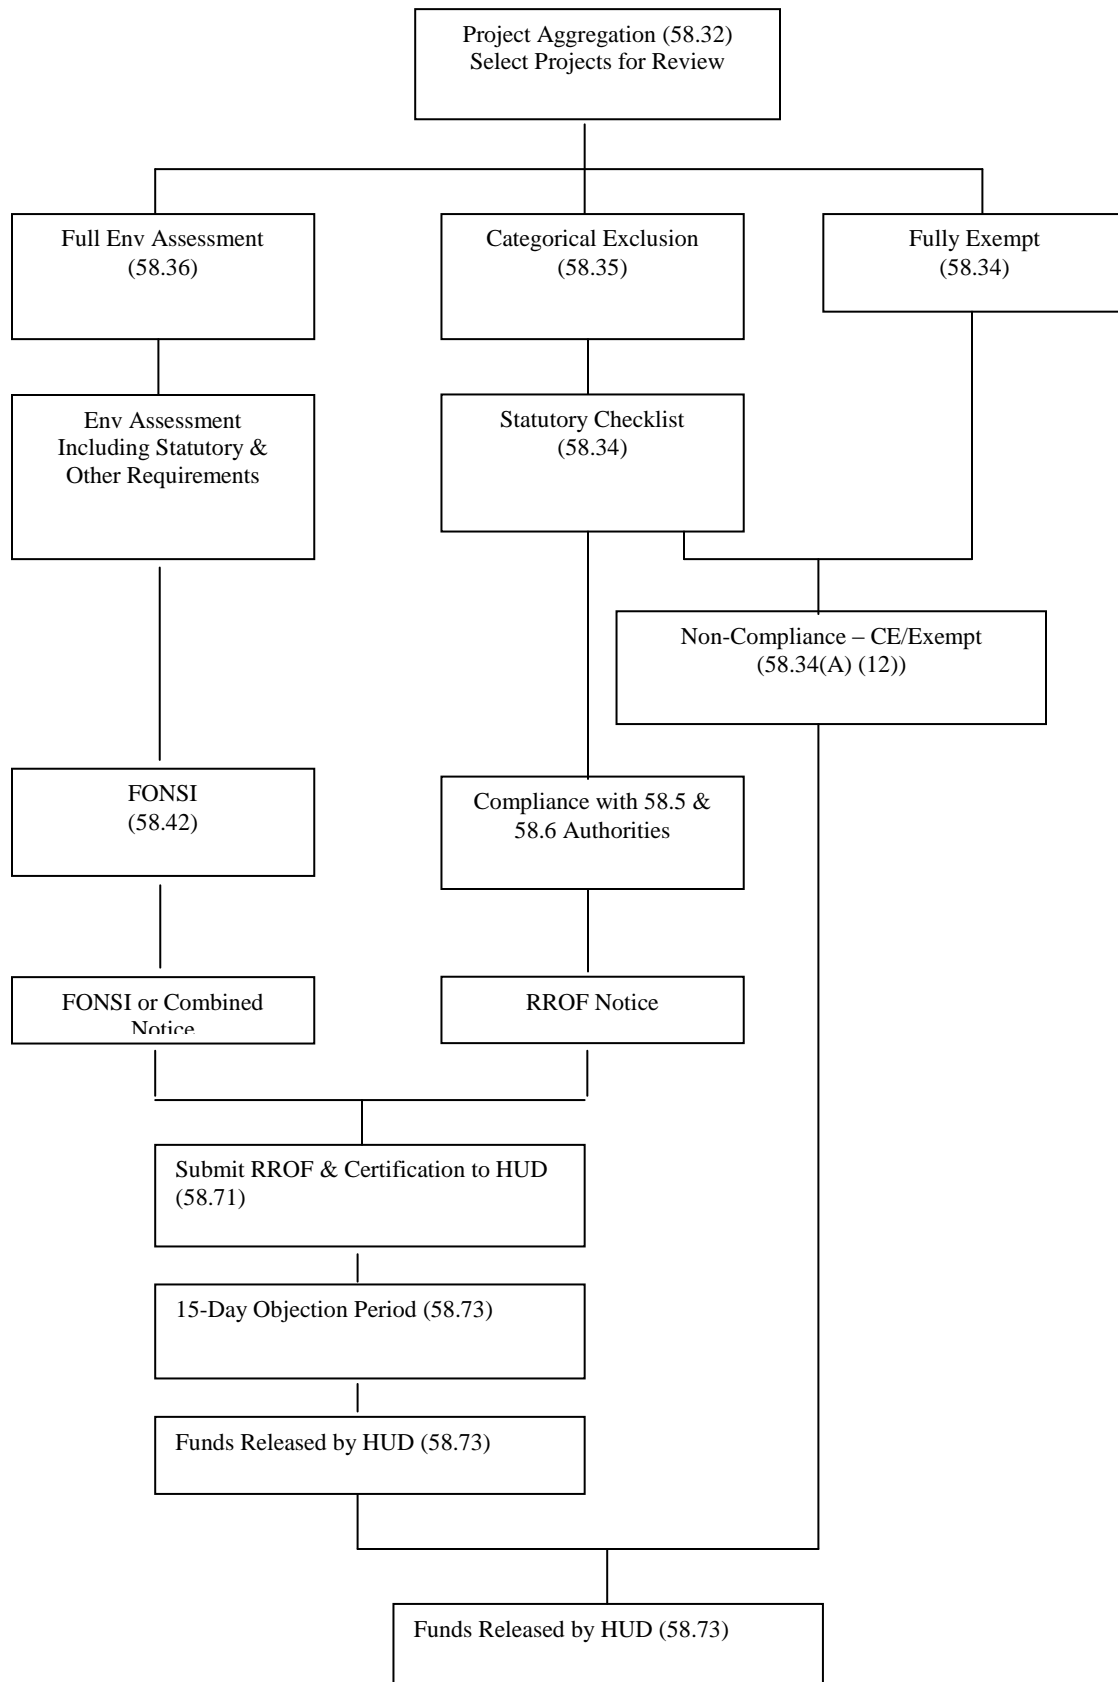 Project Aggregation (58.32)
Select Projects for Review
Full Env Assessment
(58.36)
Categorical Exclusion
(58.35)
Fully Exempt
(58.34)
Env Assessment
Including Statutory &
Other Requirements
Statutory Checklist
(58.34)
Non-Compliance – CE/Exempt
(58.34(A) (12))
FONSI
(58.42)
Compliance with 58.5 &
58.6 Authorities
FONSI or Combined
Notice
RROF Notice
Submit RROF & Certification to HUD
(58.71)
15-Day Objection Period (58.73)
Funds Released by HUD (58.73)
Funds Released by HUD (58.73)